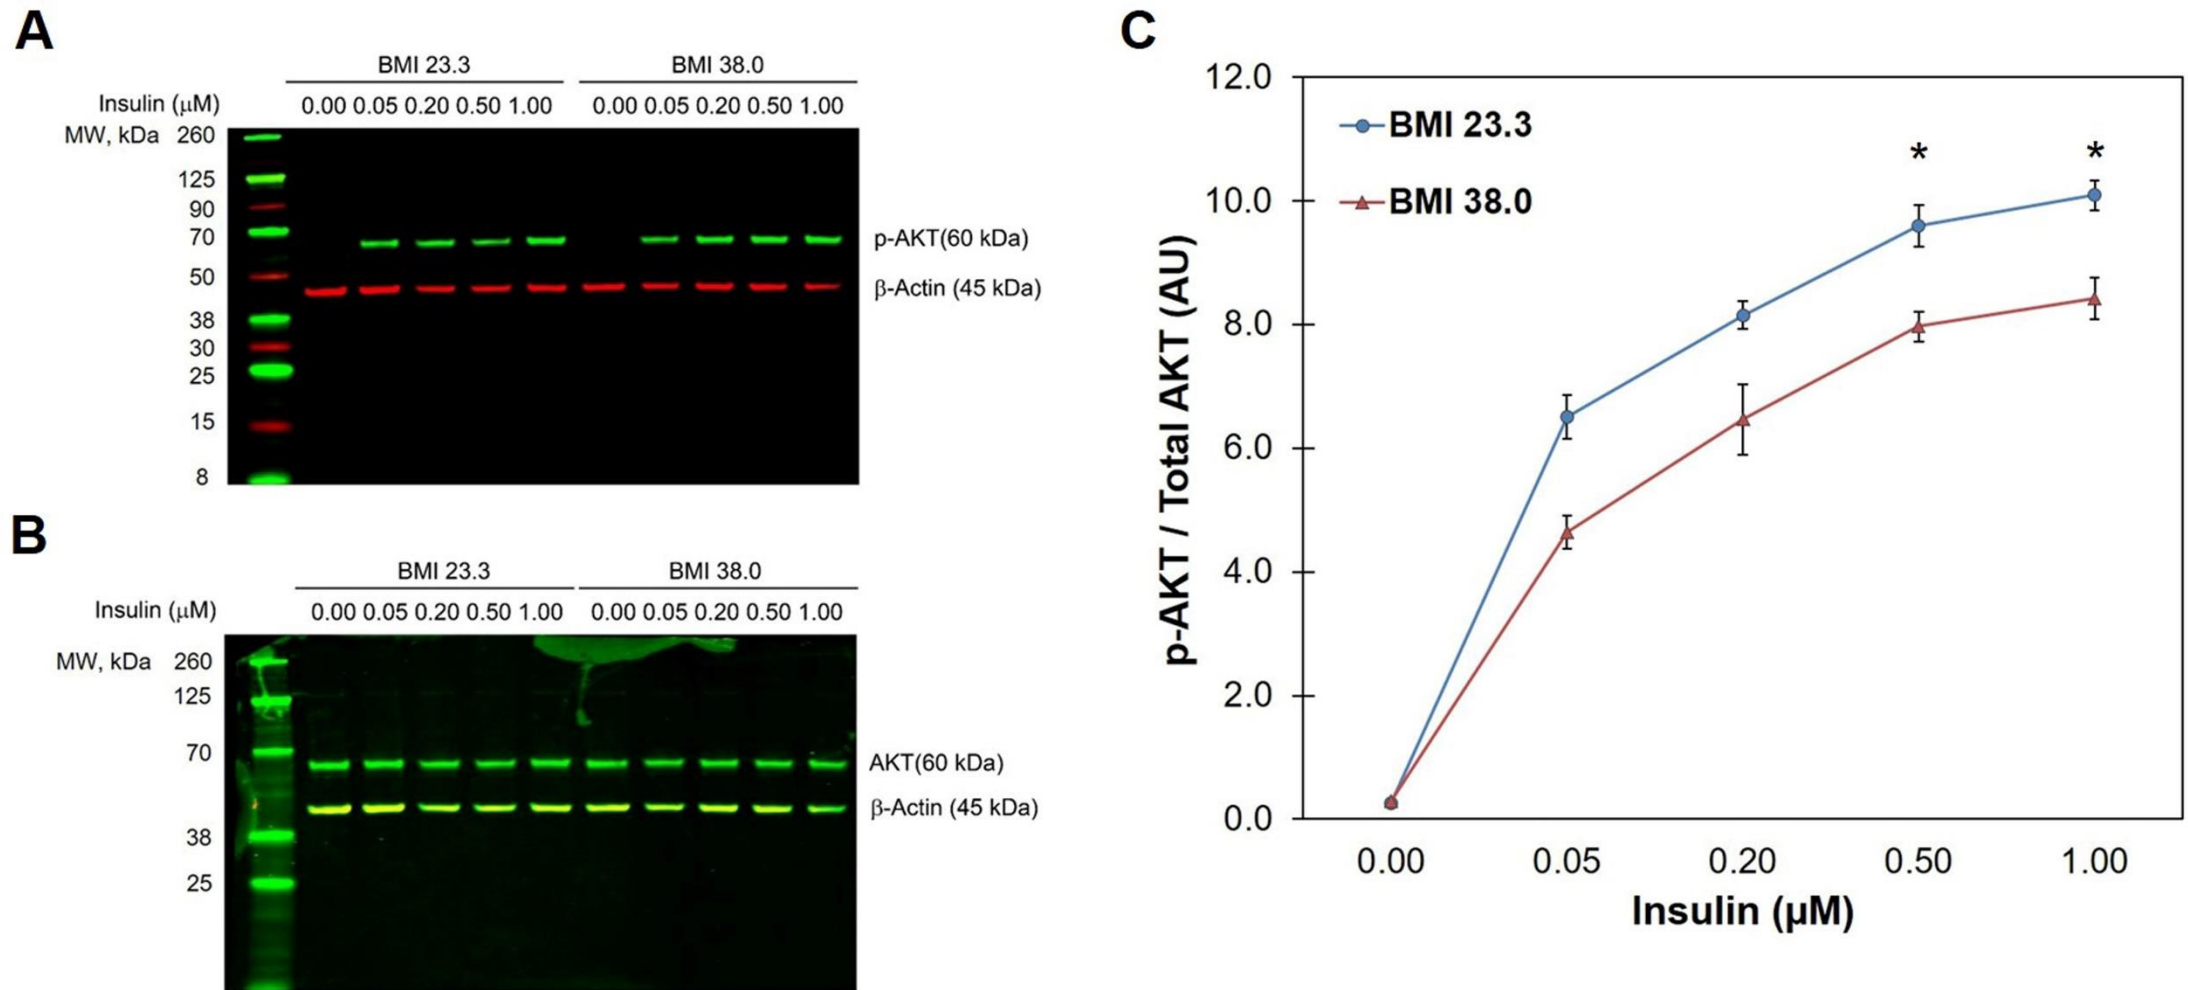 A
BMI 23.3 BMI 38.0
Insulin (μM) 0.00 0.05 0.20 0.50 1.00 0.00 0.05 0.20 0.50 1.00
MW, kDa 260
125
90
70
p-AKT(60 kDa)
50
β-Actin (45 kDa)
38
30
25
15
8
B
BMI 23.3 BMI 38.0
Insulin (μM) 0.00 0.05 0.20 0.50 1.00 0.00 0.05 0.20 0.50 1.00
MW, kDa 260
125
70
AKT(60 kDa)
β-Actin (45 kDa)
38
25
C
12.0
10.0
8.0
6.0
4.0
2.0
0.0
p-AKT / Total AKT (AU)
BMI 23.3
BMI 38.0
* *
0.00 0.05 0.20 0.50 1.00
Insulin (μM)